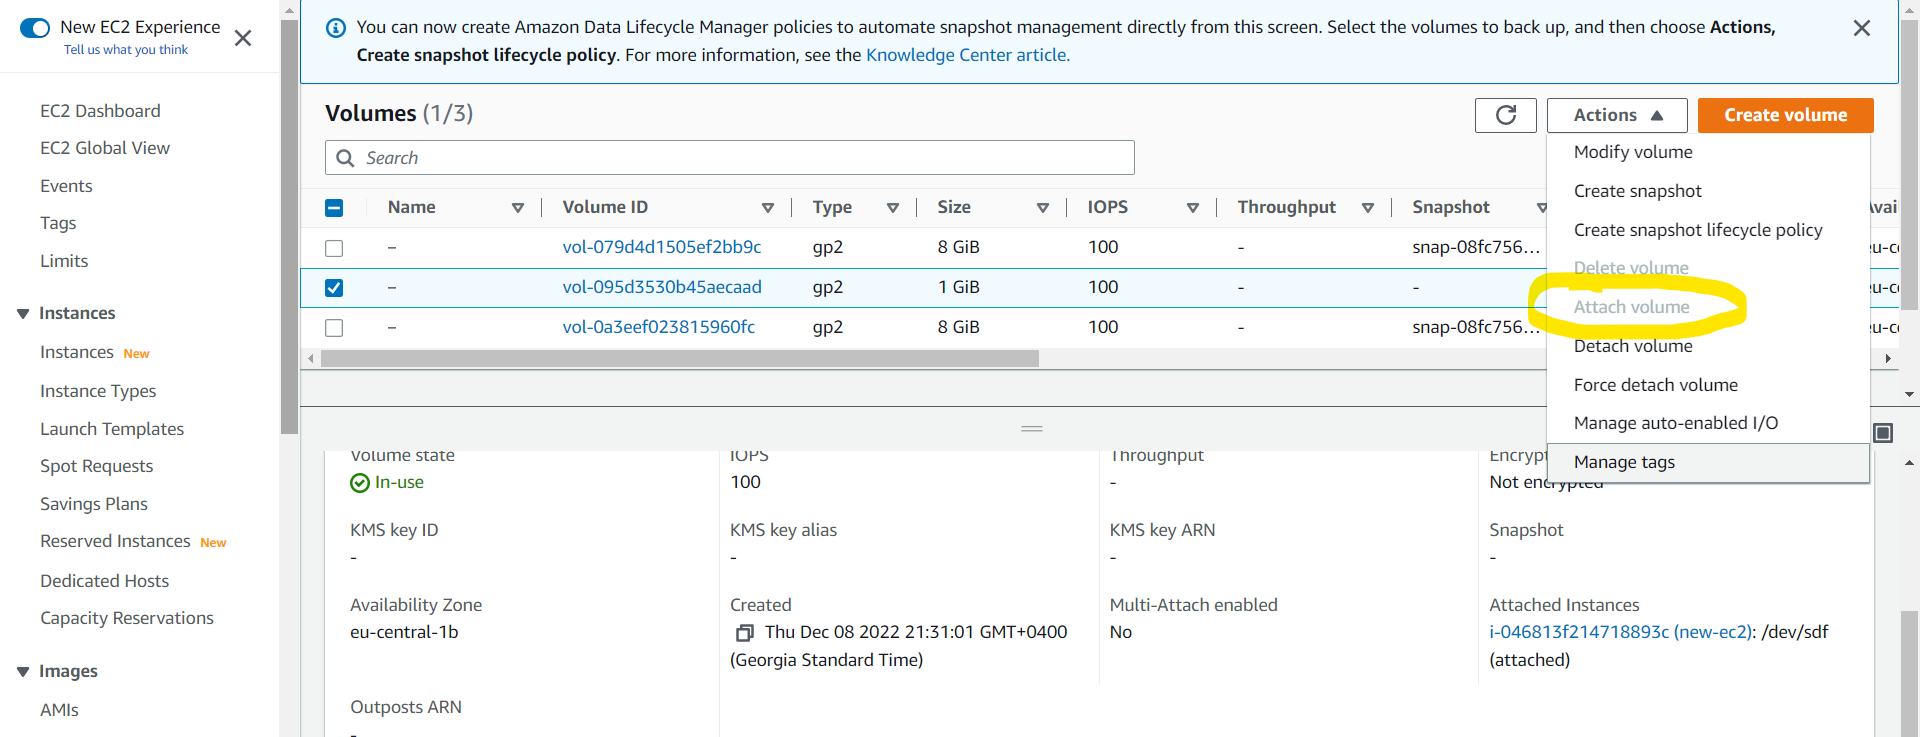 New EC2 Experience
Tell us what you think
EC2 Dashboard
EC2 Global View
Events
Tags
Limits
Instances
Instances New
Instance Types
Launch Templates
Spot Requests
Savings Plans
Reserved Instances New
Dedicated Hosts
Capacity Reservations
Images
AMIs
You can now create Amazon Data Lifecycle Manager policies to automate snapshot management directly from this screen. Select the volumes to back up, and then choose Actions,
Create snapshot lifecycle policy. For more information, see the Knowledge Center article.
Volumes (1/3)
Actions
Create volume
Search
Name Volume ID Type Size IOPS Throughput Snapshot Avai
– vol-079d4d1505ef2bb9c gp2 8 GiB 100 - snap-08fc756... eu-c
– vol-095d3530b45aecaad gp2 1 GiB 100 - - eu-c
– vol-0a3eef023815960fc gp2 8 GiB 100 - snap-08fc756... eu-c
Modify volume
Create snapshot
Create snapshot lifecycle policy
Delete volume
Attach volume
Detach volume
Force detach volume
Manage auto-enabled I/O
Manage tags
Volume state IOPS Throughput Encrypt
In-use 100 - Not encrypted
KMS key ID KMS key alias KMS key ARN Snapshot
- - - -
Availability Zone Created Multi-Attach enabled Attached Instances
eu-central-1b Thu Dec 08 2022 21:31:01 GMT+0400 No i-046813f214718893c (new-ec2): /dev/sdf
(Georgia Standard Time) (attached)
Outposts ARN
-